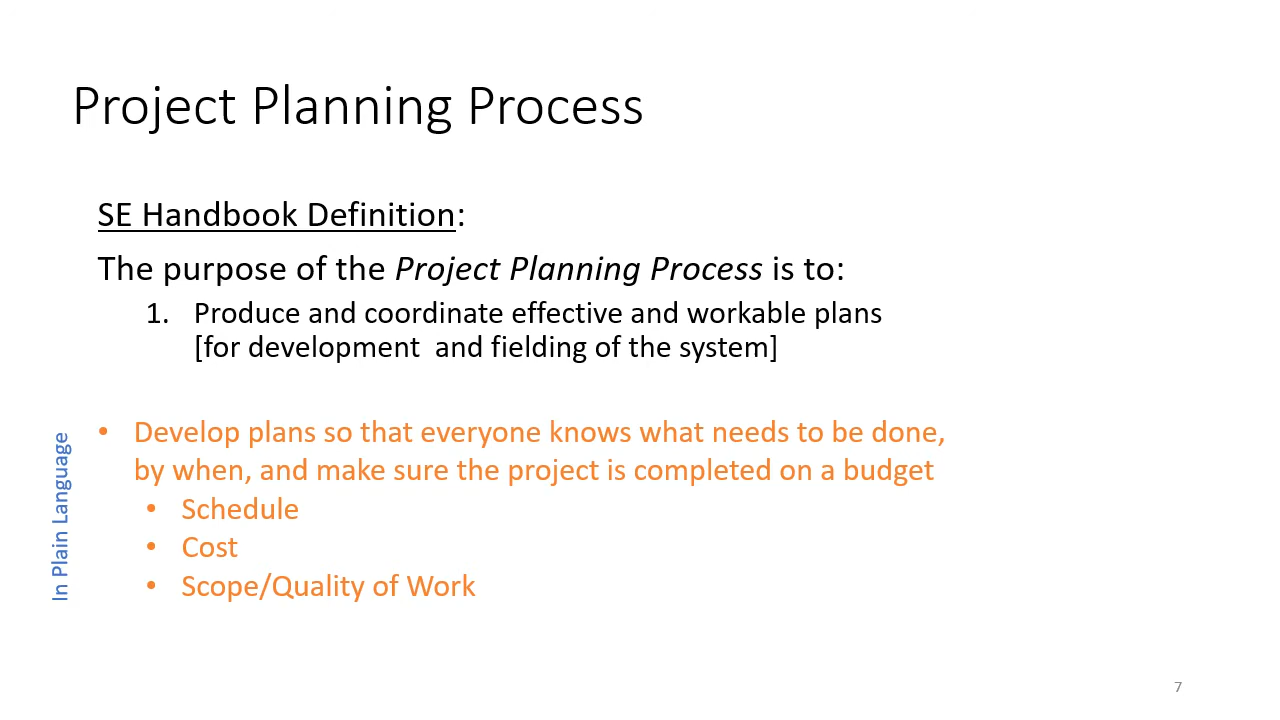 Project Planning Process
SE Handbook Definition:
The purpose of the Project Planning Process is to:
1. Produce and coordinate effective and workable plans
[for development  and fielding of the system]
In Plain Language
• Develop plans so that everyone knows what needs to be done,
by when, and make sure the project is completed on a budget
• Schedule
• Cost
• Scope/Quality of Work
7